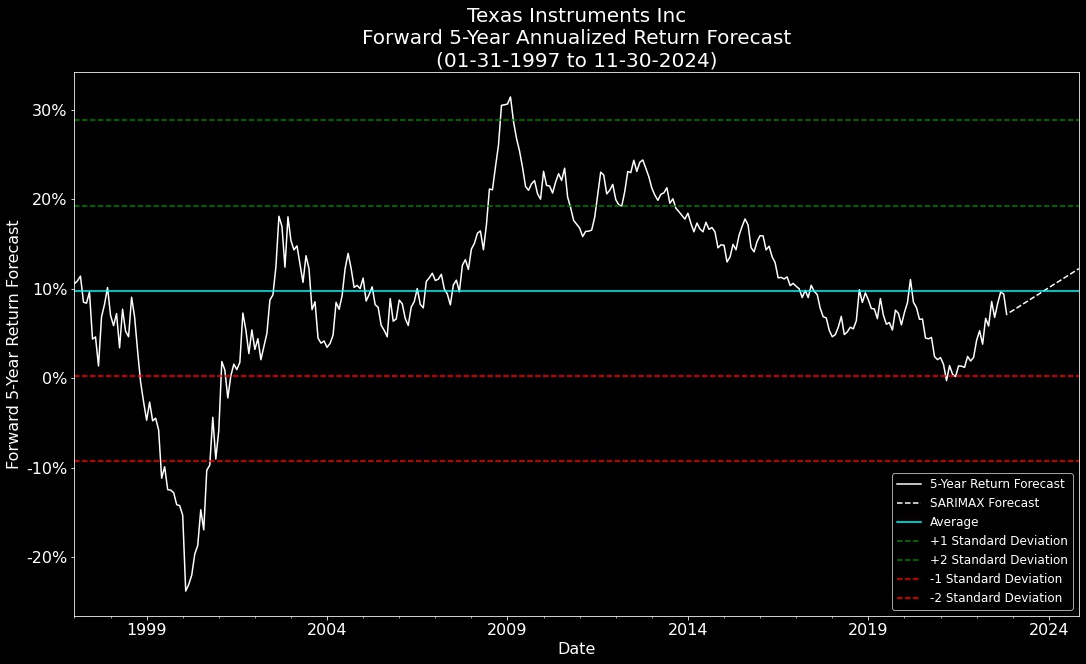 Texas Instruments Inc
Forward 5-Year Annualized Return Forecast
(01-31-1997 to 11-30-2024)
Forward 5-Year Return Forecast
30%
20%
10%
0%
-10%
-20%
5-Year Return Forecast
SARIMAX Forecast
Average
+1 Standard Deviation
+2 Standard Deviation
-1 Standard Deviation
-2 Standard Deviation
1999 2004 2009 2014 2019 2024
Date